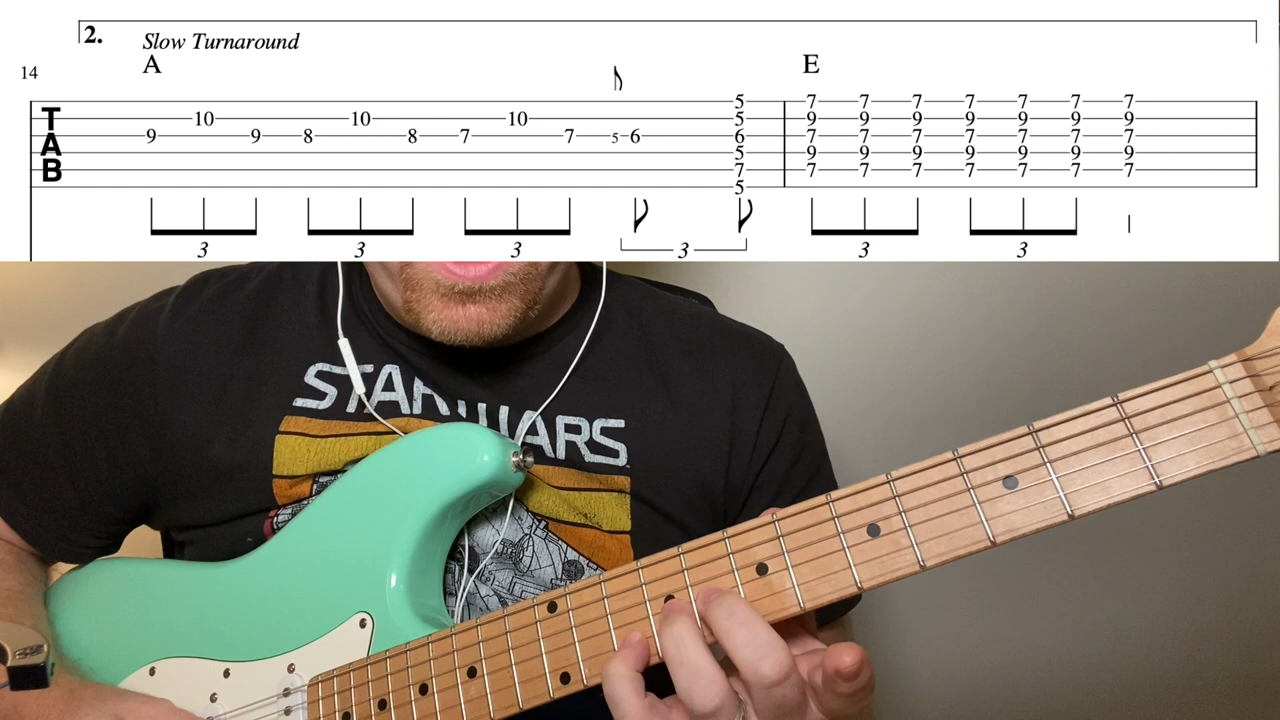 2. Slow Turnaround
14 A E
T 10 10 10 5 7 7 7 7 7 7 7
5 9 9 9 9 9 9 9
A 9 9 8 8 7 7 5 6 6 7 7 7 7 7 7 7
5 9 9 9 9 9 9 9
B 7 7 7 7 7 7 7 7
5
3 3 3 3 3 3
STAR WARS